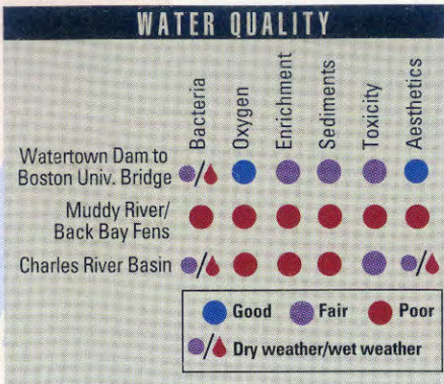 WATER QUALITY
Bacteria
Oxygen
Enrichment
Sediments
Toxicity
Aesthetics
Watertown Dam to
Boston Univ. Bridge
Muddy River/
Back Bay Fens
Charles River Basin
Good Fair Poor
/ Dry weather/wet weather